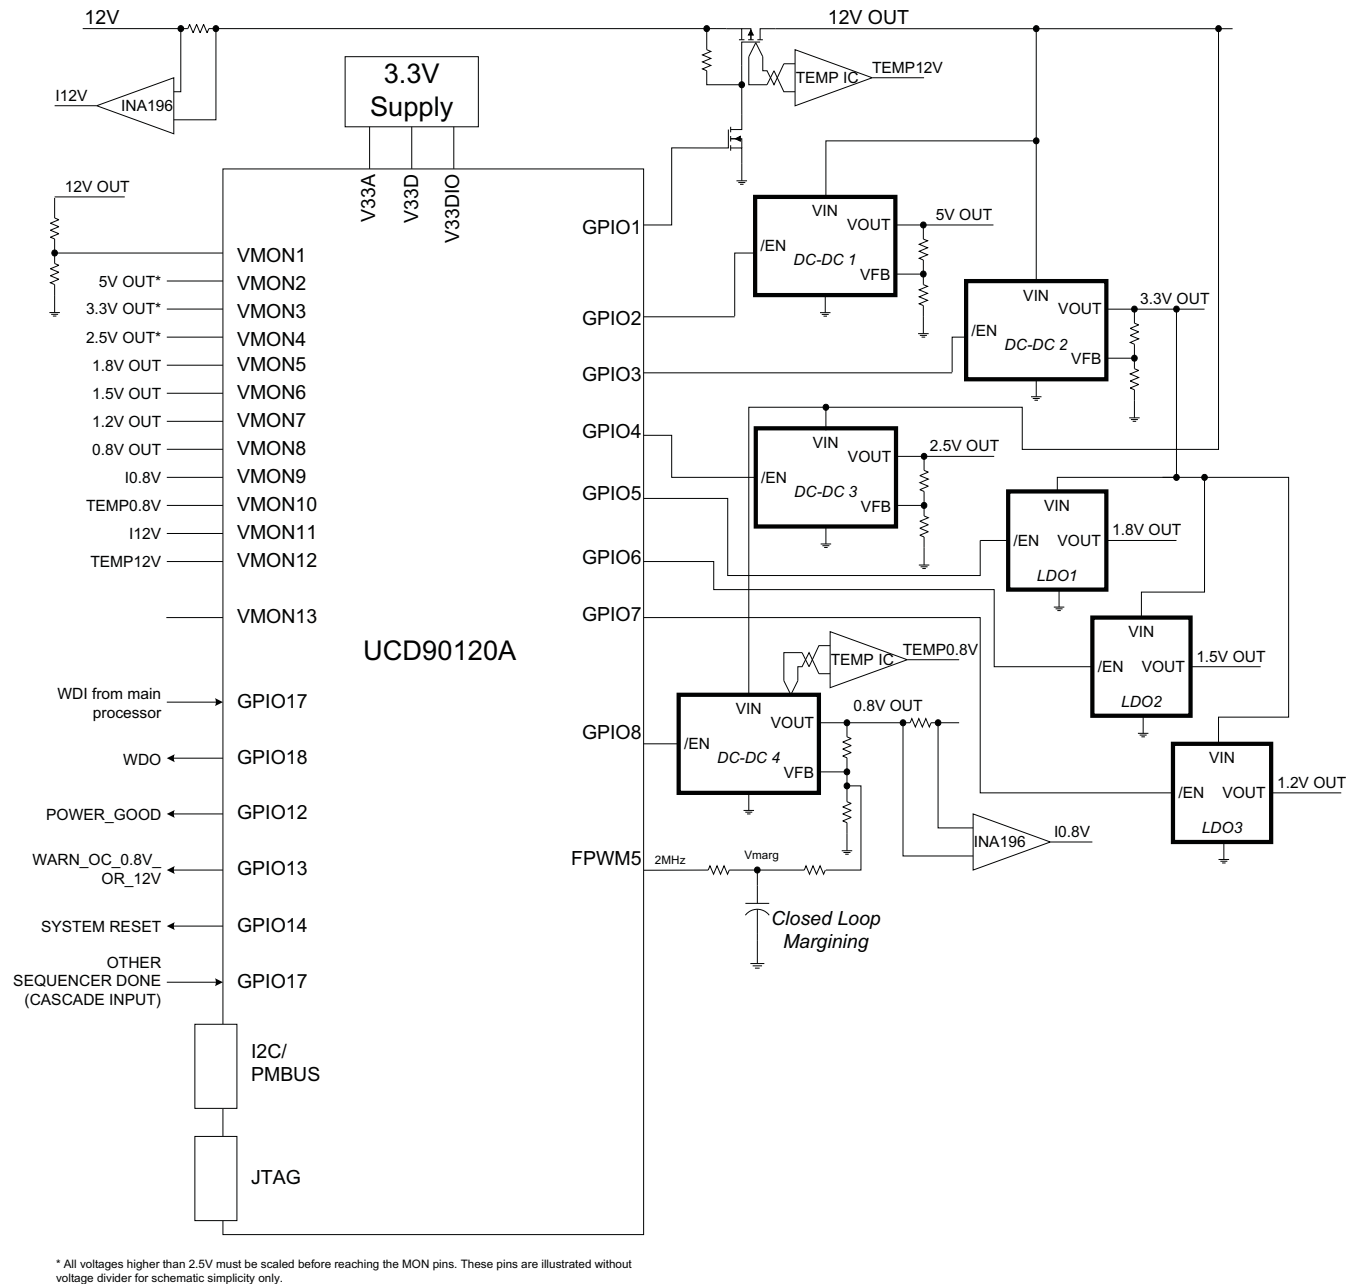 12V
12V OUT
TEMP IC
TEMP12V
I12V
INA196
3.3V
Supply
V33A
V33D
V33DIO
12V OUT
VMON1
5V OUT*
VMON2
3.3V OUT*
VMON3
2.5V OUT*
VMON4
1.8V OUT
VMON5
1.5V OUT
VMON6
1.2V OUT
VMON7
0.8V OUT
VMON8
I0.8V
VMON9
TEMP0.8V
VMON10
I12V
VMON11
TEMP12V
VMON12
VMON13
UCD90120A
WDI from main
processor
GPIO17
WDO
GPIO18
POWER_GOOD
GPIO12
WARN_OC_0.8V_
OR_12V
GPIO13
SYSTEM RESET
GPIO14
OTHER
SEQUENCER DONE
(CASCADE INPUT)
GPIO17
I2C/
PMBUS
JTAG
GPIO1
GPIO2
GPIO3
GPIO4
GPIO5
GPIO6
GPIO7
GPIO8
FPWM5
VIN
VOUT
/EN
DC-DC 1
VFB
5V OUT
VIN
VOUT
/EN
DC-DC 2
VFB
3.3V OUT
VIN
VOUT
/EN
DC-DC 3
VFB
2.5V OUT
VIN
/EN
VOUT
LDO1
1.8V OUT
VIN
/EN
VOUT
LDO2
1.5V OUT
VIN
/EN
VOUT
LDO3
1.2V OUT
TEMP IC
TEMP0.8V
VIN
VOUT
/EN
DC-DC 4
VFB
0.8V OUT
INA196
I0.8V
2MHz
Vmarg
Closed Loop
Margining
* All voltages higher than 2.5V must be scaled before reaching the MON pins. These pins are illustrated without
voltage divider for schematic simplicity only.